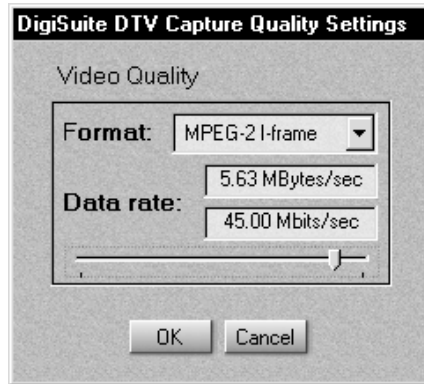 DigiSuite DTV Capture Quality Settings
Video Quality
Format: MPEG-2 I-frame
5.63 MBytes/sec
Data rate:
45.00 Mbits/sec
OK Cancel